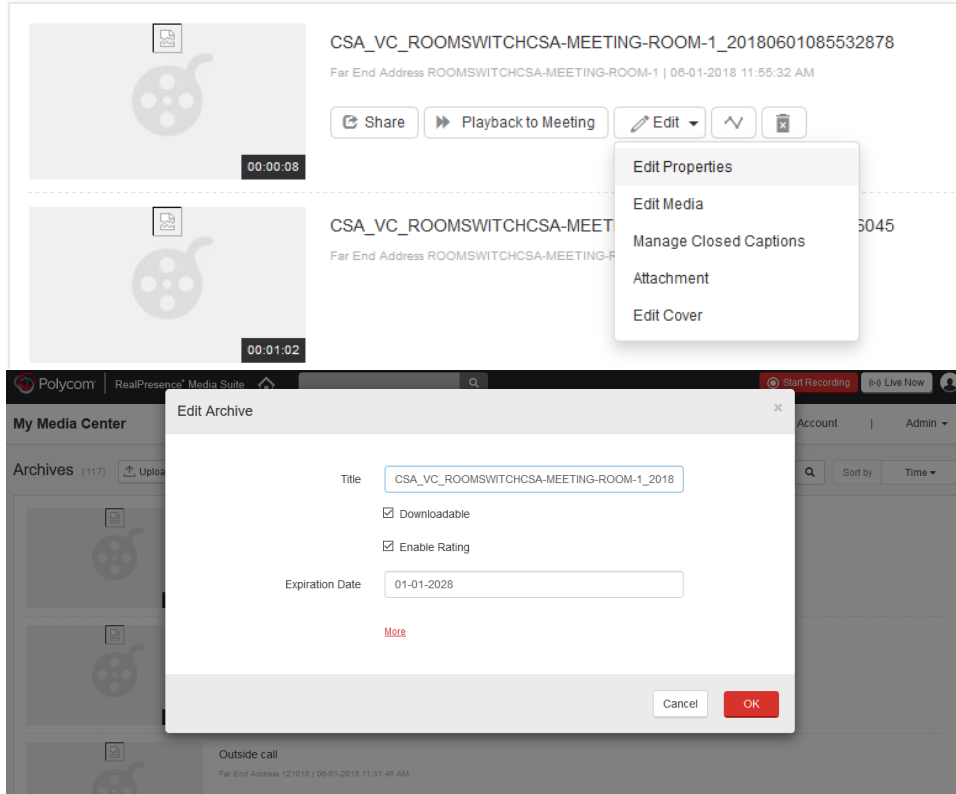 CSA_VC_ROOMSWITCHCSA-MEETING-ROOM-1_20180601085532878
Far End Address ROOMSWITCHCSA-MEETING-ROOM-1 | 06-01-2018 11:55:32 AM
Share Playback to Meeting Edit
00:00:08
Edit Properties
Edit Media
CSA_VC_ROOMSWITCHCSA-MEET 6045
Manage Closed Captions
Far End Address ROOMSWITCHCSA-MEETING-R
Attachment
Edit Cover
00:01:02
Polycom RealPresence Media Suite Start Recording Live Now
My Media Center Account | Admin
Edit Archive ×
Archives (117) Uploa Sort by Time
Title CSA_VC_ROOMSWITCHCSA-MEETING-ROOM-1_2018
Downloadable
Enable Rating
Expiration Date 01-01-2028
More
Cancel OK
Outside call
Far End Address 121010 | 06-01-2018 11:31:46 AM